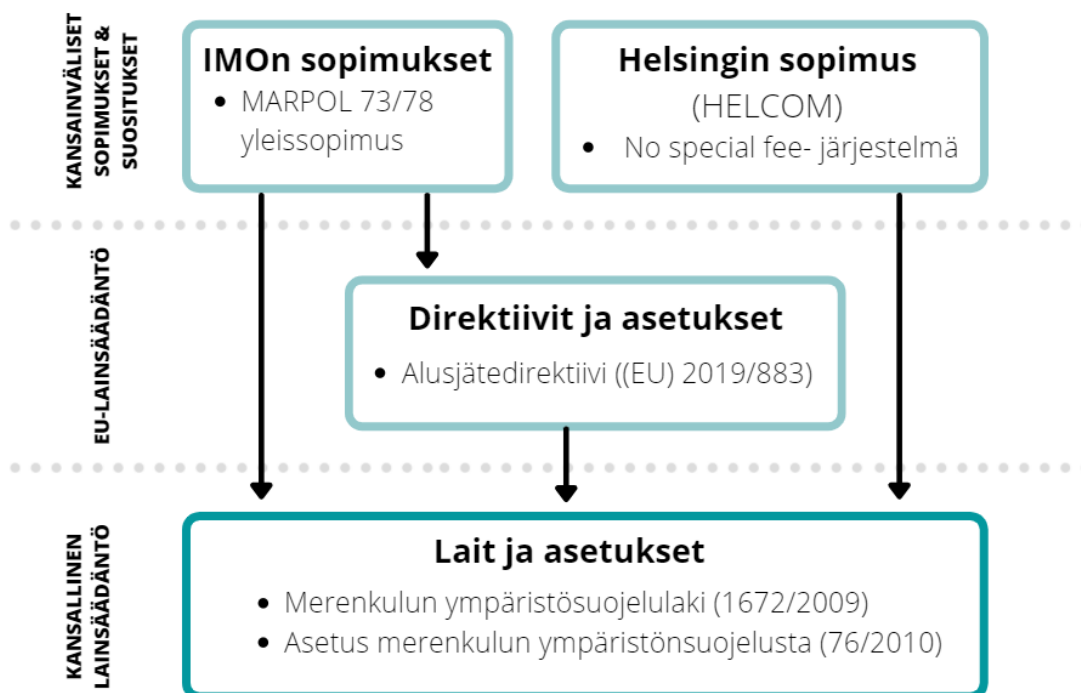 KANSAINVÄLISET
SOPIMUKSET &
SUOSITUKSET
IMOn sopimukset
• MARPOL 73/78
yleissopimus
Helsingin sopimus
(HELCOM)
• No special fee- järjestelmä
EU-LAINSÄÄDÄNTÖ
Direktiivit ja asetukset
• Alusjätedirektiivi ((EU) 2019/883)
KANSALLINEN
LAINSÄÄDÄNTÖ
Lait ja asetukset
• Merenkulun ympäristösuojelulaki (1672/2009)
• Asetus merenkulun ympäristönsuojelusta (76/2010)